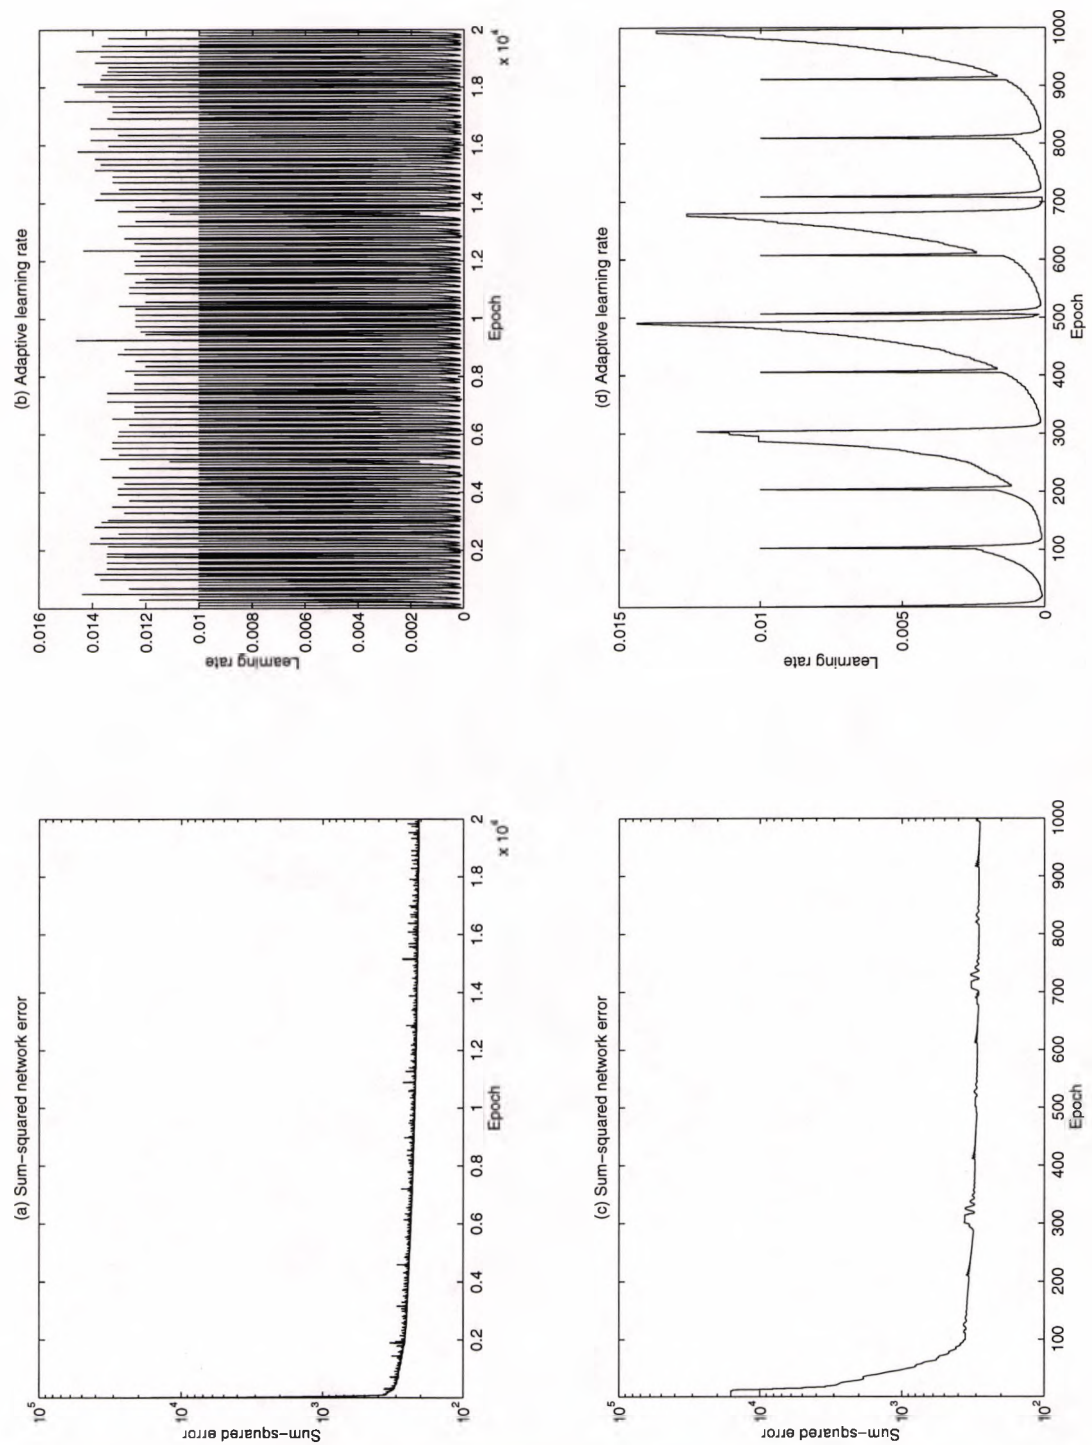 (a) Sum−squared network error
10^5
10^4
10^3
10^2
Sum−squared error
0.2 0.4 0.6 0.8 1 1.2 1.4 1.6 1.8 2
x 10^4
Epoch
(b) Adaptive learning rate
0.016
0.014
0.012
0.01
0.008
0.006
0.004
0.002
0
Learning rate
0.2 0.4 0.6 0.8 1 1.2 1.4 1.6 1.8 2
x 10^4
Epoch
(c) Sum−squared network error
10^5
10^4
10^3
10^2
Sum−squared error
100 200 300 400 500 600 700 800 900 1000
Epoch
(d) Adaptive learning rate
0.015
0.01
0.005
0
Learning rate
100 200 300 400 500 600 700 800 900 1000
Epoch